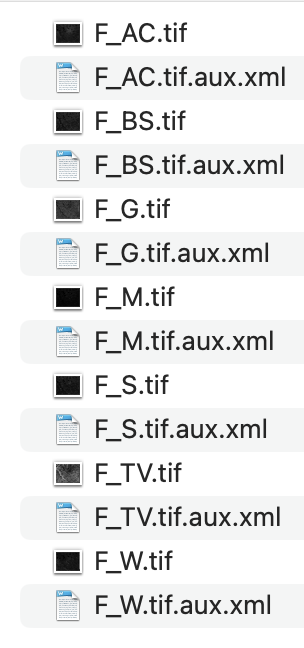 F_AC.tif
F_AC.tif.aux.xml
F_BS.tif
F_BS.tif.aux.xml
F_G.tif
F_G.tif.aux.xml
F_M.tif
F_M.tif.aux.xml
F_S.tif
F_S.tif.aux.xml
F_TV.tif
F_TV.tif.aux.xml
F_W.tif
F_W.tif.aux.xml